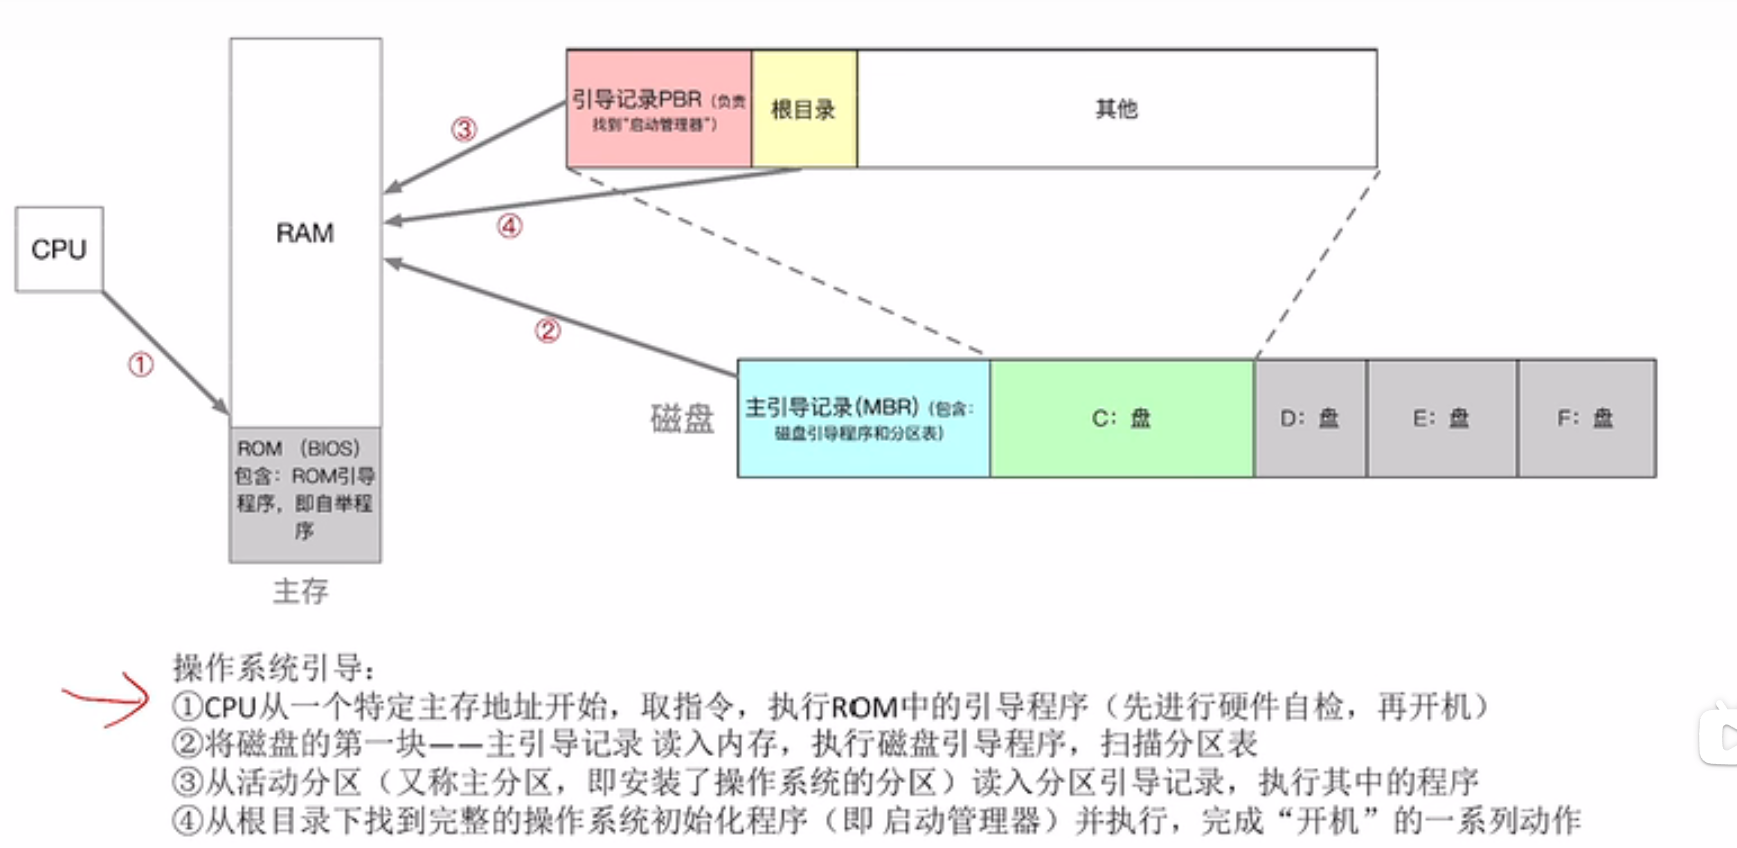 引导记录PBR（负责
找到“启动管理器”）
根目录
其他
③
④
RAM
CPU
②
①
磁盘
主引导记录(MBR)（包含：
磁盘引导程序和分区表）
C：盘
D：盘
E：盘
F：盘
ROM （BIOS）
包含：ROM引导
程序，即自举程
序
主存
操作系统引导：
①CPU从一个特定主存地址开始，取指令，执行ROM中的引导程序（先进行硬件自检，再开机）
②将磁盘的第一块——主引导记录 读入内存，执行磁盘引导程序，扫描分区表
③从活动分区（又称主分区，即安装了操作系统的分区）读入分区引导记录，执行其中的程序
④从根目录下找到完整的操作系统初始化程序（即 启动管理器）并执行，完成“开机”的一系列动作